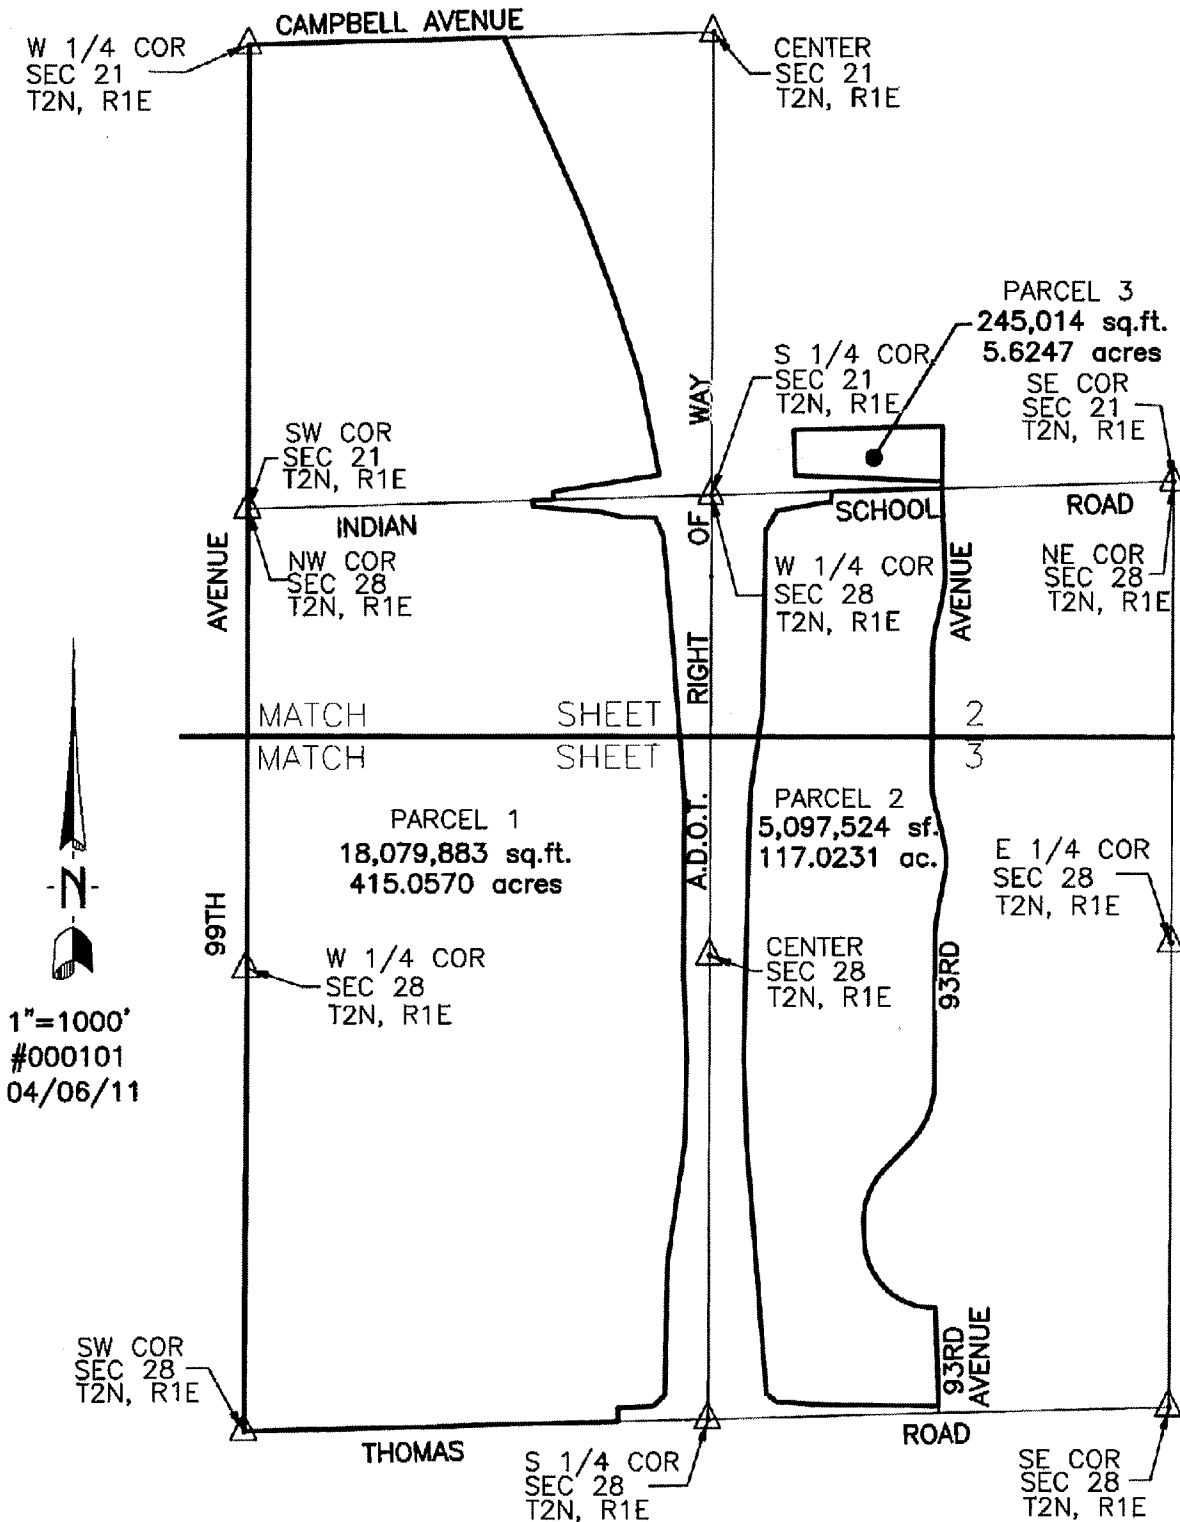 CAMPBELL AVENUE
W 1/4 COR
SEC 21
T2N, R1E
CENTER
SEC 21
T2N, R1E
PARCEL 3
245,014 sq.ft.
5.6247 acres
S 1/4 COR
SEC 21
T2N, R1E
SE COR
SEC 21
T2N, R1E
SW COR
SEC 21
T2N, R1E
INDIAN
SCHOOL
ROAD
NW COR
SEC 28
T2N, R1E
W 1/4 COR
SEC 28
T2N, R1E
NE COR
SEC 28
T2N, R1E
99TH AVENUE
A.D.O.T. RIGHT OF WAY
93RD AVENUE
MATCH SHEET 2
MATCH SHEET 3
PARCEL 1
18,079,883 sq.ft.
415.0570 acres
PARCEL 2
5,097,524 sf.
117.0231 ac.
E 1/4 COR
SEC 28
T2N, R1E
N
W 1/4 COR
SEC 28
T2N, R1E
CENTER
SEC 28
T2N, R1E
1"=1000'
#000101
04/06/11
93RD
AVENUE
SW COR
SEC 28
T2N, R1E
THOMAS
ROAD
S 1/4 COR
SEC 28
T2N, R1E
SE COR
SEC 28
T2N, R1E